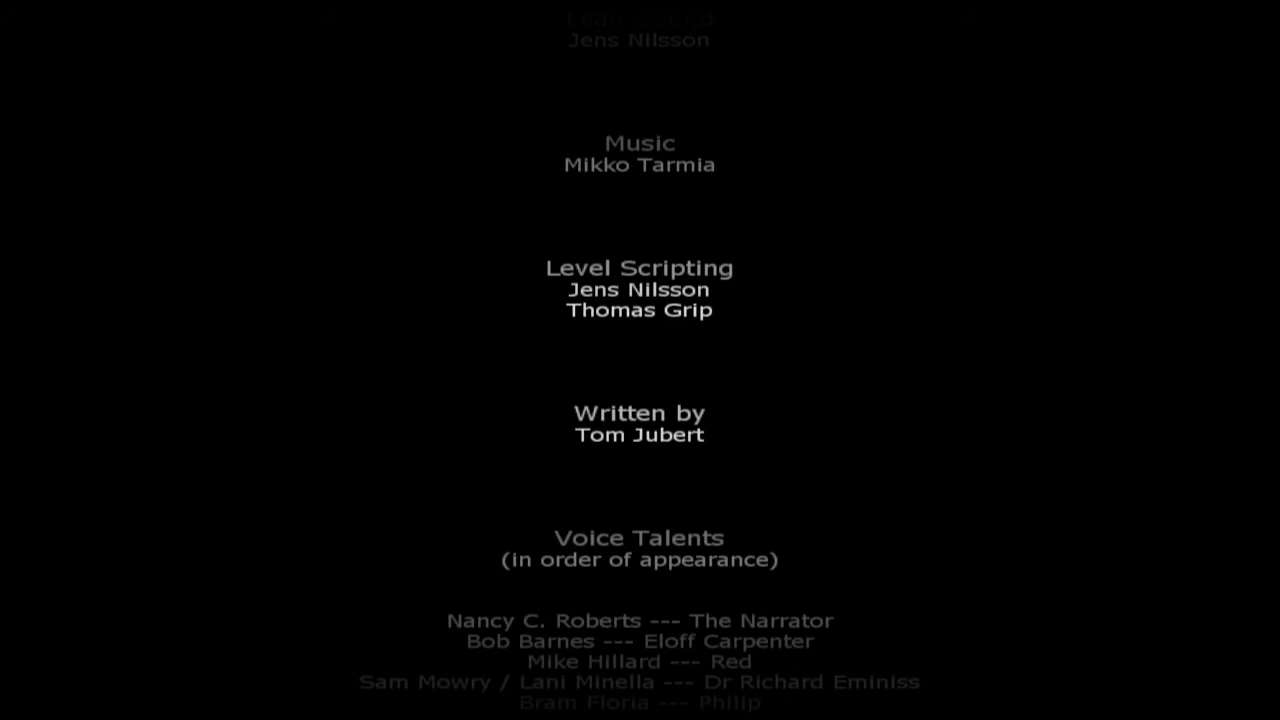 Lead Sound
Jens Nilsson
Music
Mikko Tarmia
Level Scripting
Jens Nilsson
Thomas Grip
Written by
Tom Jubert
Voice Talents
(in order of appearance)
Nancy C. Roberts --- The Narrator
Bob Barnes --- Eloff Carpenter
Mike Hillard --- Red
Sam Mowry / Lani Minella --- Dr Richard Eminiss
Bram Floria --- Philip